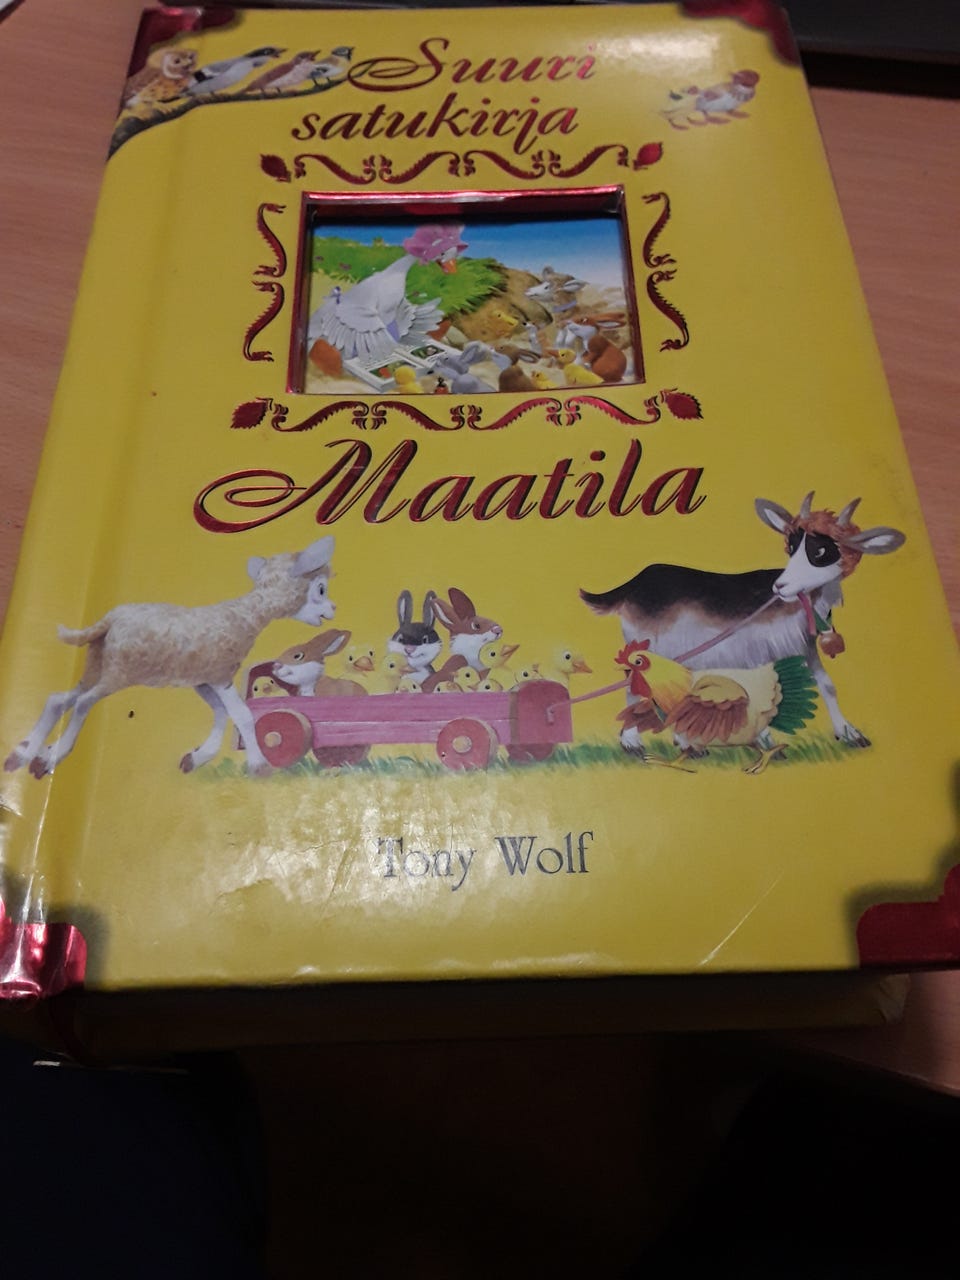 Suuri
satukirja
Maatila
Tony Wolf